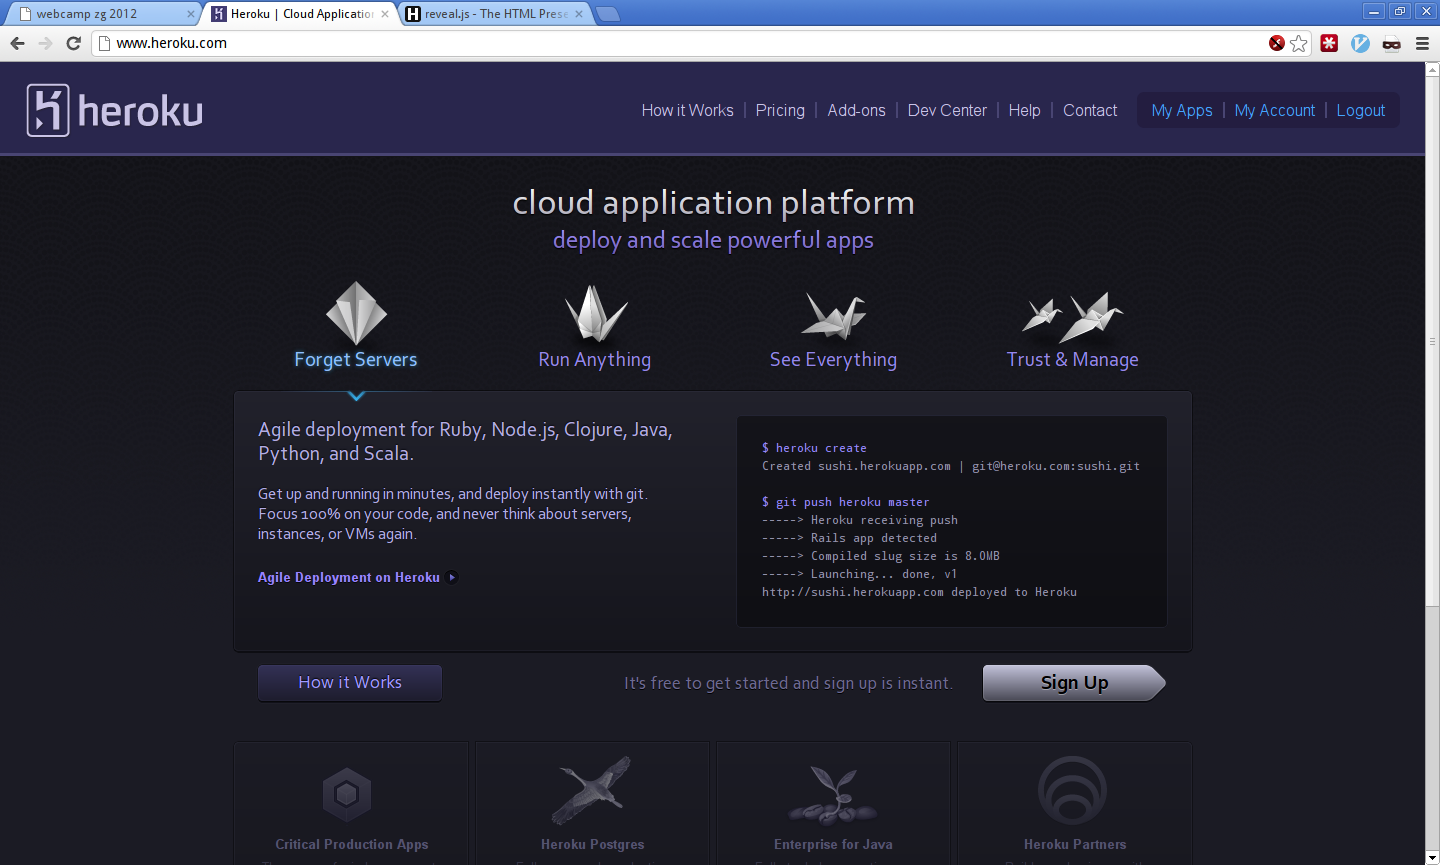 webcamp zg 2012
Heroku | Cloud Application
reveal.js - The HTML Prese
www.heroku.com
heroku
How it Works | Pricing | Add-ons | Dev Center | Help | Contact
My Apps | My Account | Logout
cloud application platform
deploy and scale powerful apps
Forget Servers
Run Anything
See Everything
Trust & Manage
Agile deployment for Ruby, Node.js, Clojure, Java,
Python, and Scala.
Get up and running in minutes, and deploy instantly with git.
Focus 100% on your code, and never think about servers,
instances, or VMs again.
Agile Deployment on Heroku
$ heroku create
Created sushi.herokuapp.com | git@heroku.com:sushi.git
$ git push heroku master
-----> Heroku receiving push
-----> Rails app detected
-----> Compiled slug size is 8.0MB
-----> Launching... done, v1
http://sushi.herokuapp.com deployed to Heroku
How it Works
It's free to get started and sign up is instant.
Sign Up
Critical Production Apps
Heroku Postgres
Enterprise for Java
Heroku Partners